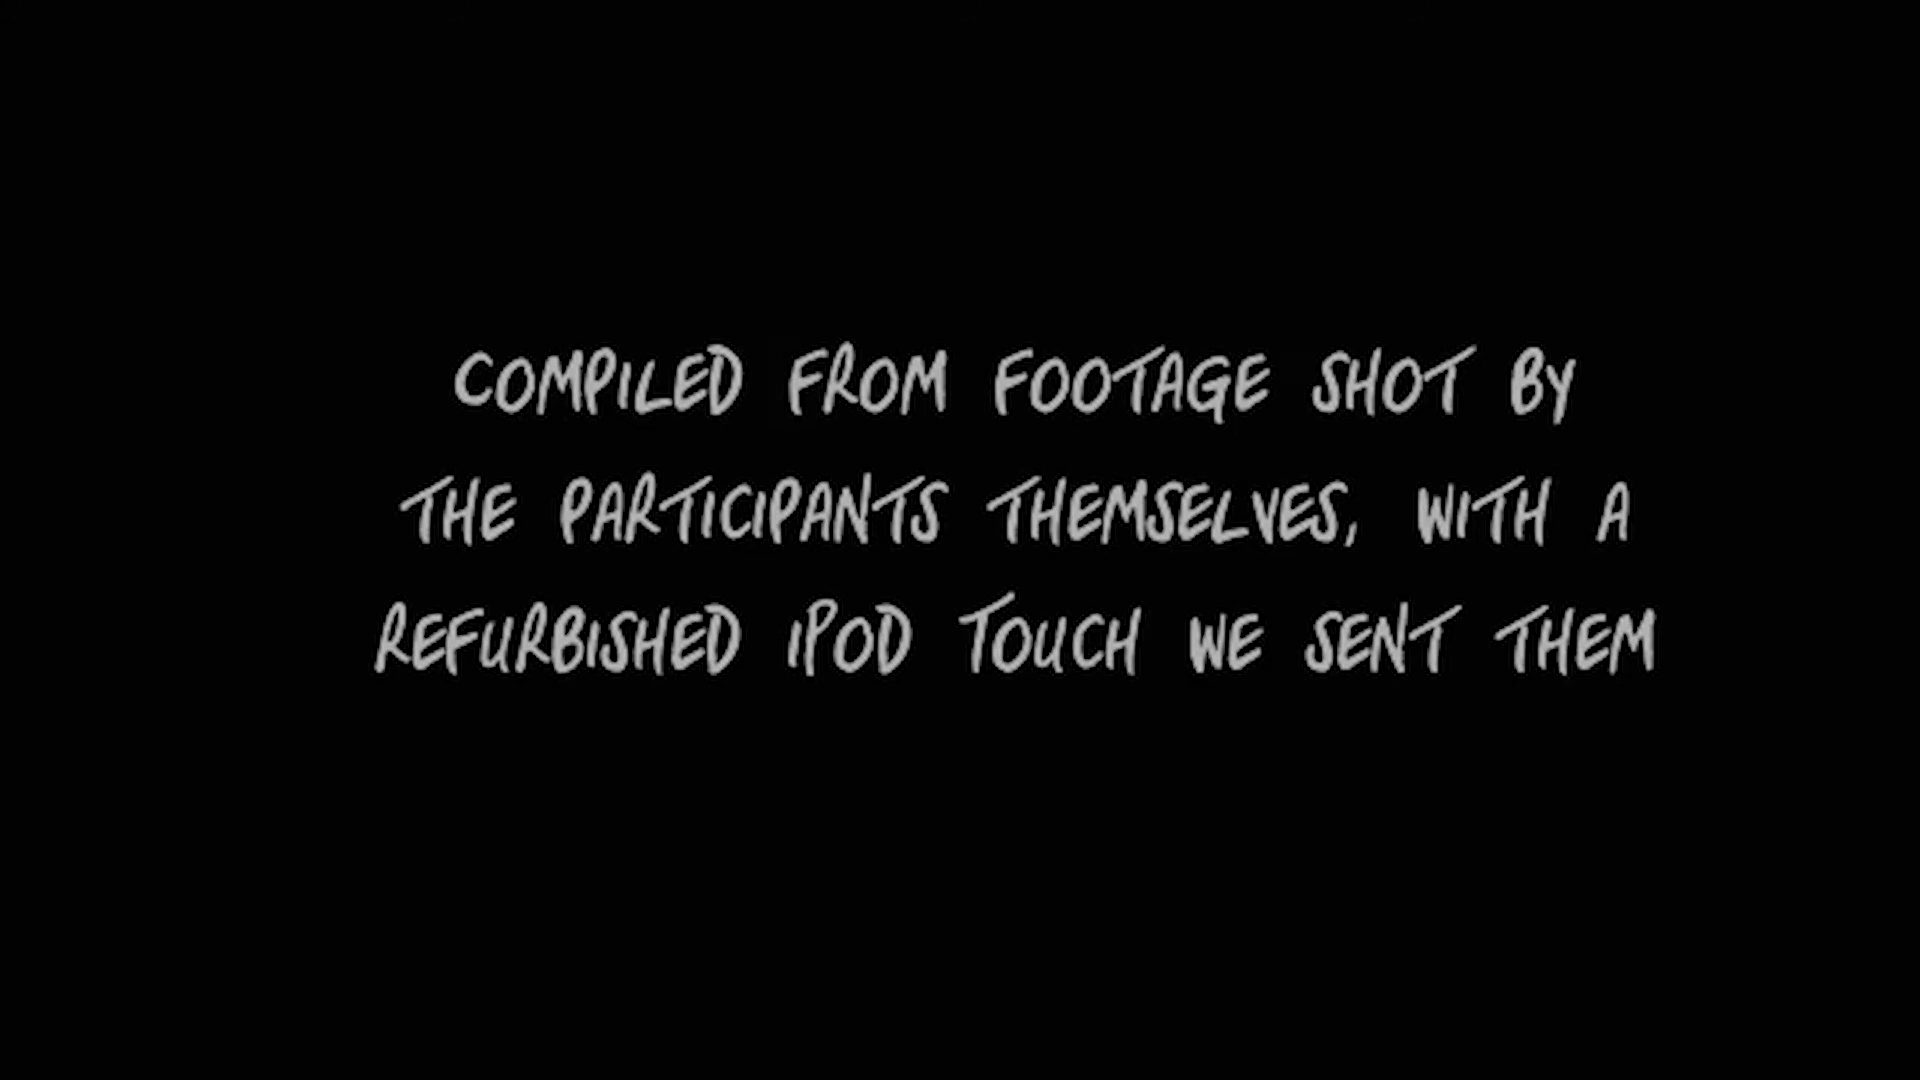 COMPILED FROM FOOTAGE SHOT BY
THE PARTICIPANTS THEMSELVES, WITH A
REFURBISHED IPOD TOUCH WE SENT THEM